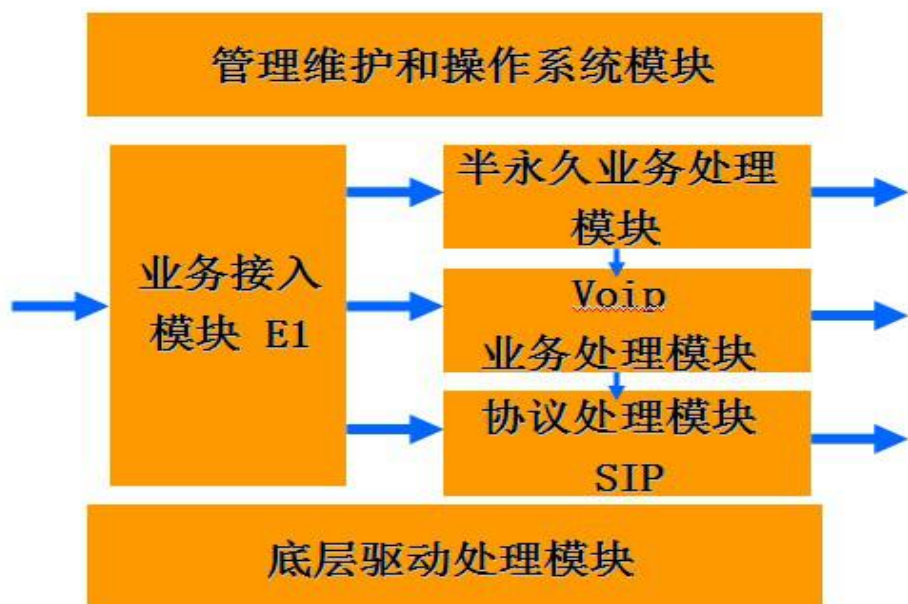 管理维护和操作系统模块
业务接入
模块 E1
半永久业务处理
模块
Voip
业务处理模块
协议处理模块
SIP
底层驱动处理模块